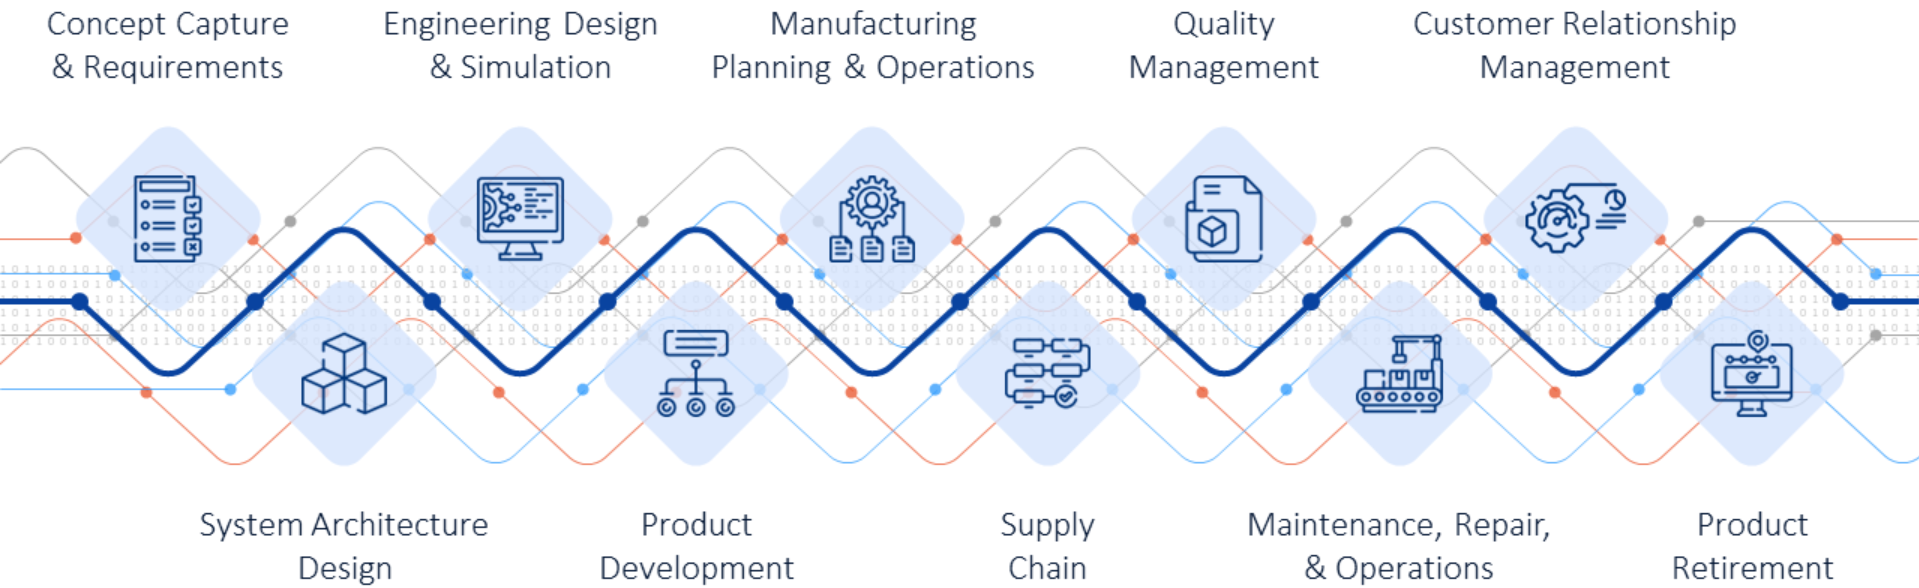 Concept Capture
& Requirements
Engineering Design
& Simulation
Manufacturing
Planning & Operations
Quality
Management
Customer Relationship
Management
System Architecture
Design
Product
Development
Supply
Chain
Maintenance, Repair,
& Operations
Product
Retirement